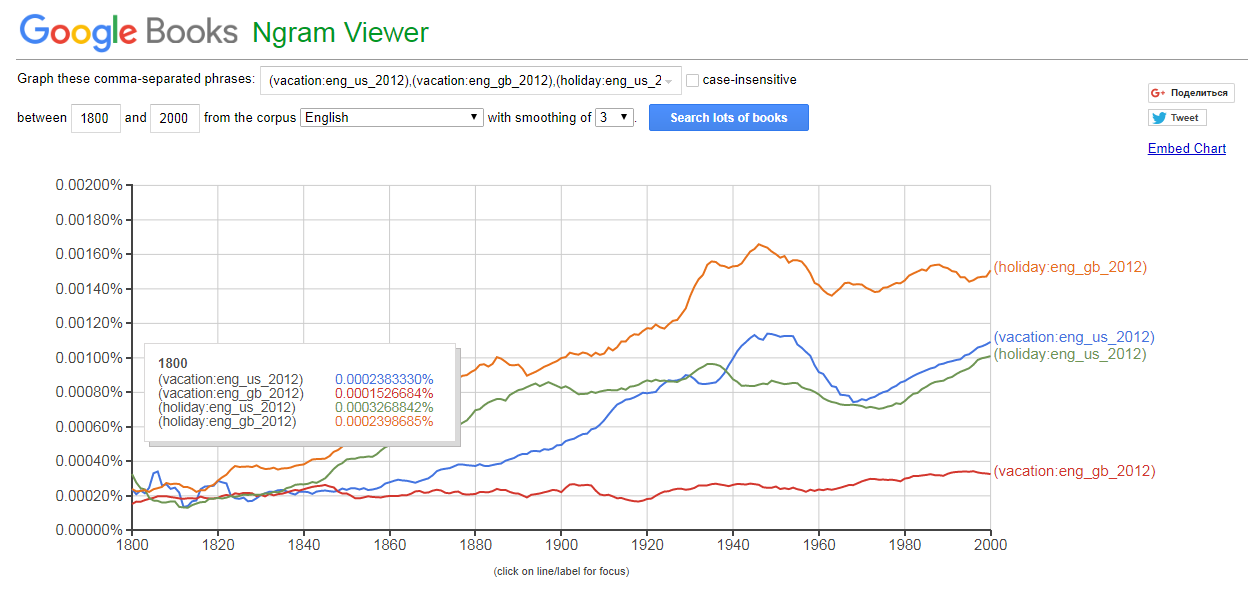 Google Books Ngram Viewer
Graph these comma-separated phrases: (vacation:eng_us_2012),(vacation:eng_gb_2012),(holiday:eng_us_2 case-insensitive
between 1800 and 2000 from the corpus English with smoothing of 3 .
Search lots of books
Поделиться
Tweet
Embed Chart
0.00200%
0.00180%
0.00160%
0.00140%
0.00120%
0.00100%
0.00080%
0.00060%
0.00040%
0.00020%
0.00000%
(holiday:eng_gb_2012)
(vacation:eng_us_2012)
(holiday:eng_us_2012)
(vacation:eng_gb_2012)
1800
(vacation:eng_us_2012) 0.0002383330%
(vacation:eng_gb_2012) 0.0001526684%
(holiday:eng_us_2012) 0.0003268842%
(holiday:eng_gb_2012) 0.0002398685%
1800 1820 1840 1860 1880 1900 1920 1940 1960 1980 2000
(click on line/label for focus)